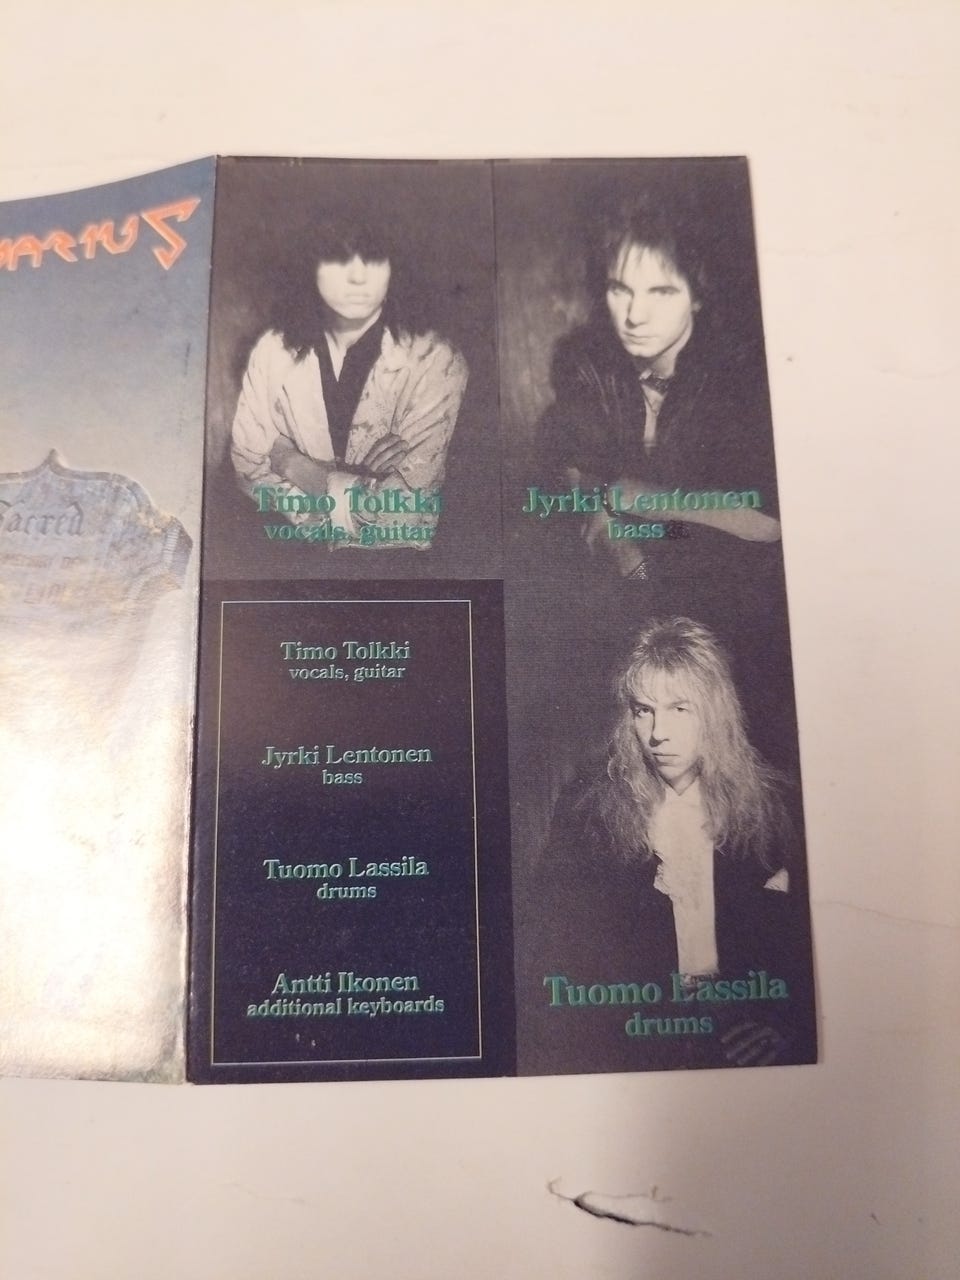 Sacred
Timo Tolkki
vocals, guitar
Jyrki Lentonen
bass
Timo Tolkki
vocals, guitar
Jyrki Lentonen
bass
Tuomo Lassila
drums
Antti Ikonen
additional keyboards
Tuomo Lassila
drums